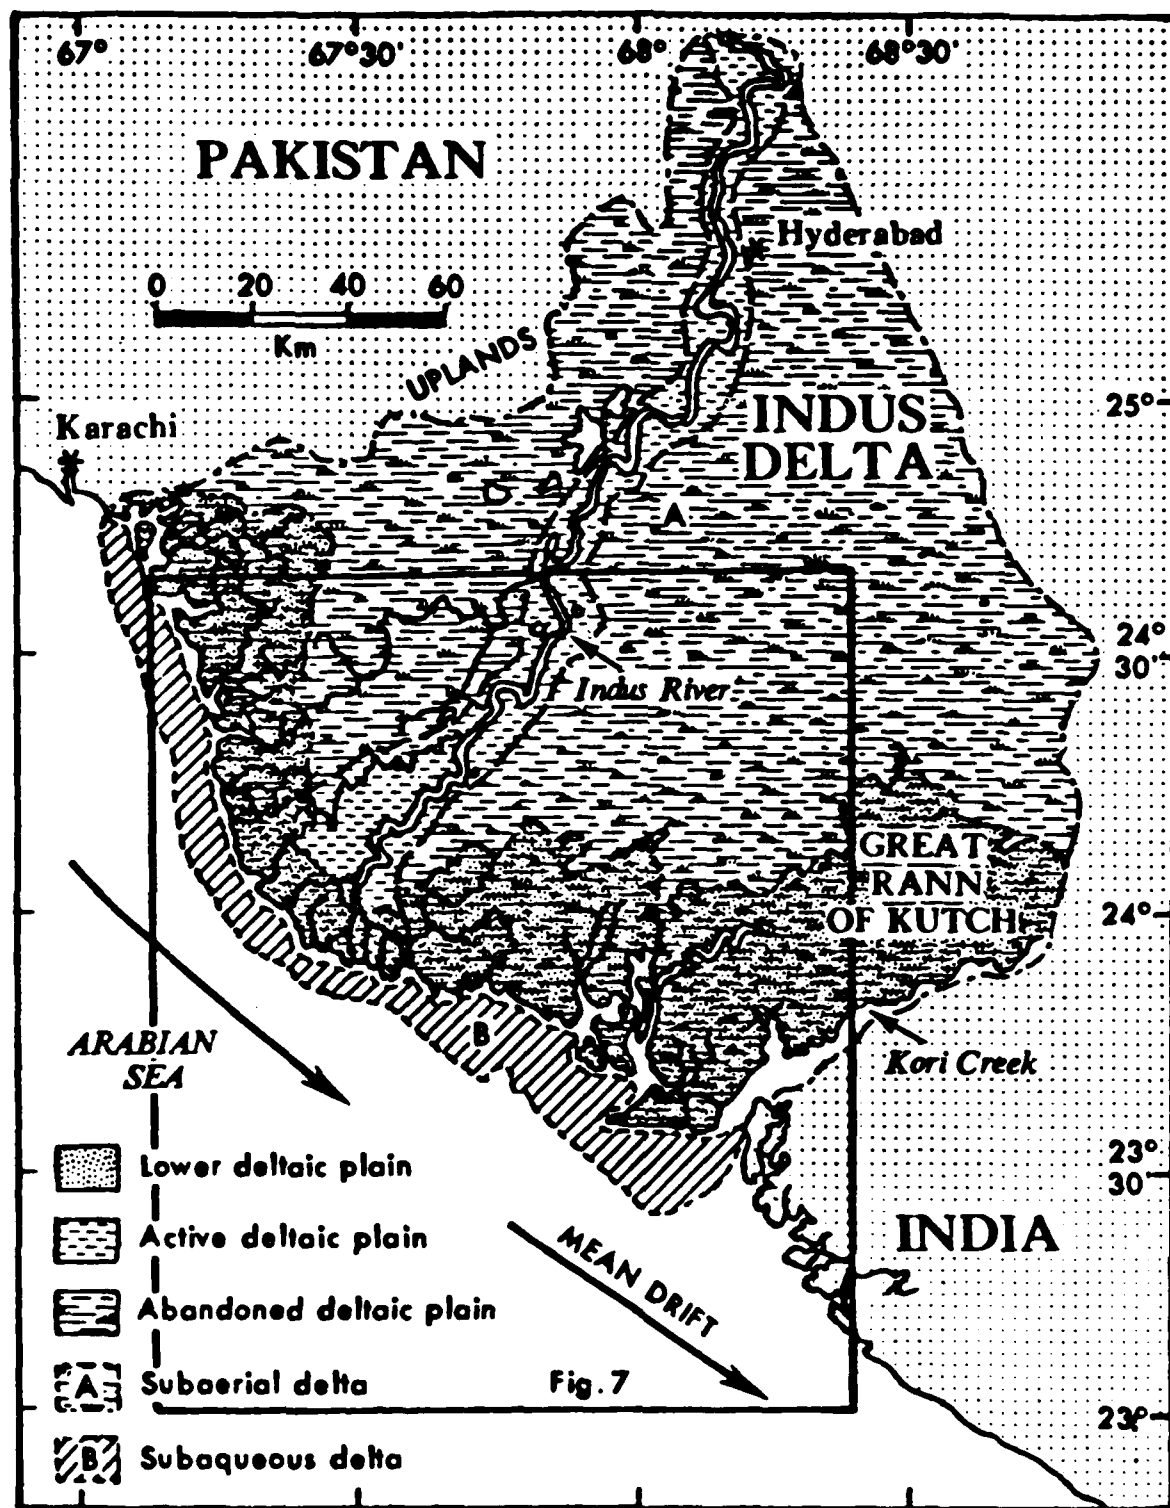 67°
67°30'
68°
68°30'
PAKISTAN
Hyderabad
0 20 40 60
Km
UPLANDS
25°
Karachi
INDUS
DELTA
A
24°
30'
Indus River
GREAT
RANN
OF KUTCH
24°
B
ARABIAN
SEA
Kori Creek
Lower deltaic plain
23°
30'
Active deltaic plain
INDIA
MEAN DRIFT
Abandoned deltaic plain
A Subaerial delta
Fig. 7
23°
B Subaqueous delta